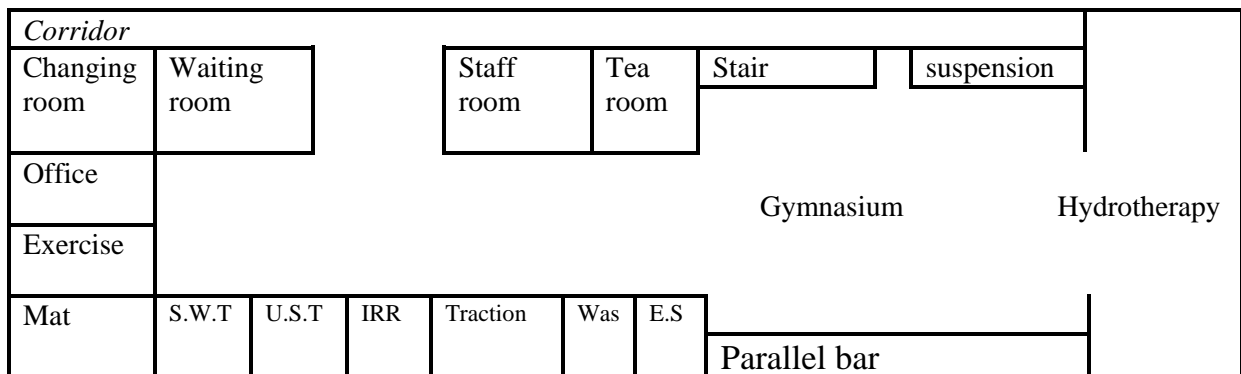 Corridor
Changing room
Waiting room
Staff room
Tea room
Stair
suspension
Office
Gymnasium
Hydrotherapy
Exercise
Mat
S.W.T
U.S.T
IRR
Traction
Was
E.S
Parallel bar